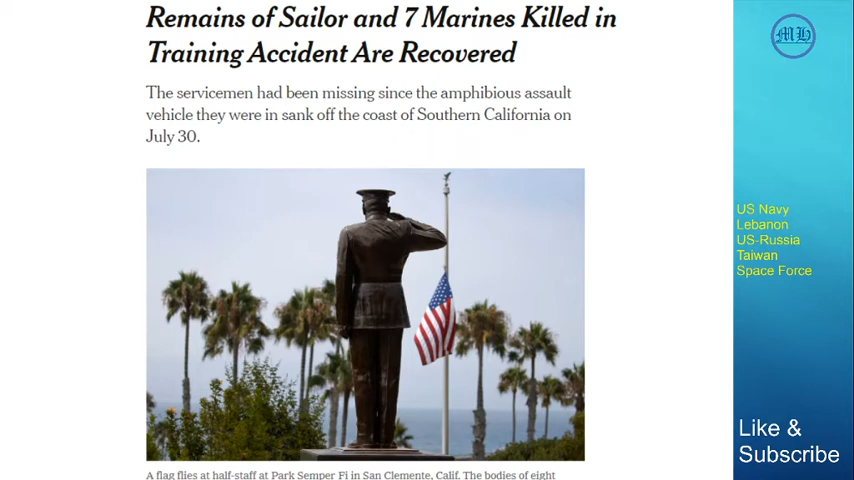 Remains of Sailor and 7 Marines Killed in
Training Accident Are Recovered
The servicemen had been missing since the amphibious assault
vehicle they were in sank off the coast of Southern California on
July 30.
A flag flies at half-staff at Park Semper Fi in San Clemente, Calif. The bodies of eight
MH
US Navy
Lebanon
US-Russia
Taiwan
Space Force
Like &
Subscribe